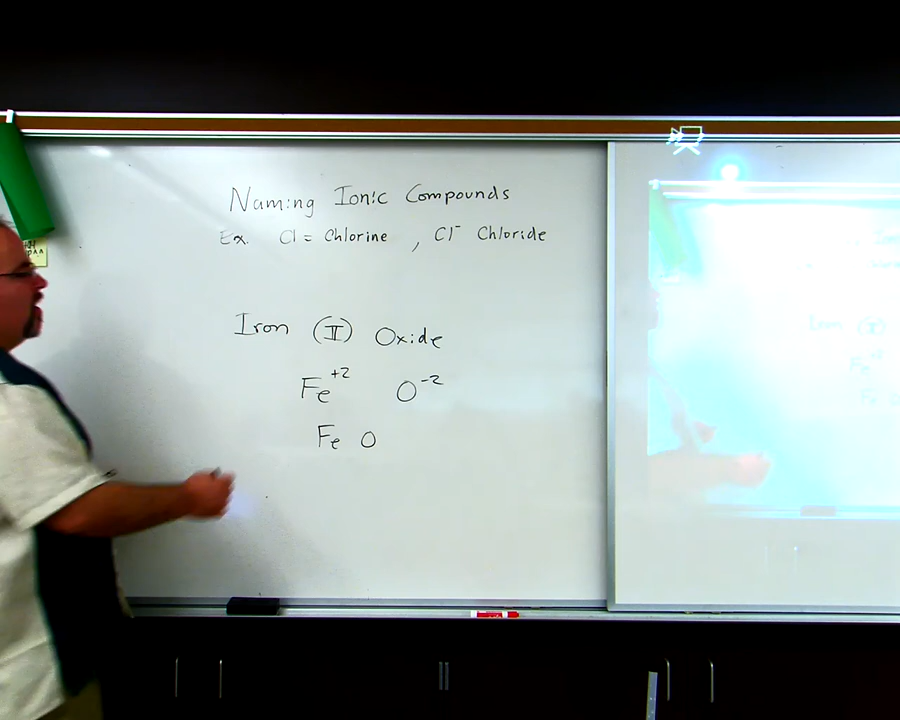 Naming Ionic Compounds
Ex. Cl = Chlorine , Cl⁻ Chloride
Iron (II) Oxide
Fe⁺² O⁻²
Fe O